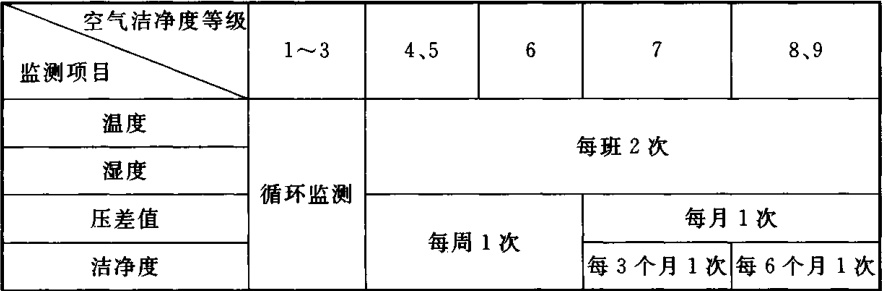 空气洁净度等级
监测项目
1～3
4、5
6
7
8、9
温度
每班 2 次
湿度
循环监测
压差值
每周 1 次
每月 1 次
洁净度
每 3 个月 1 次
每 6 个月 1 次